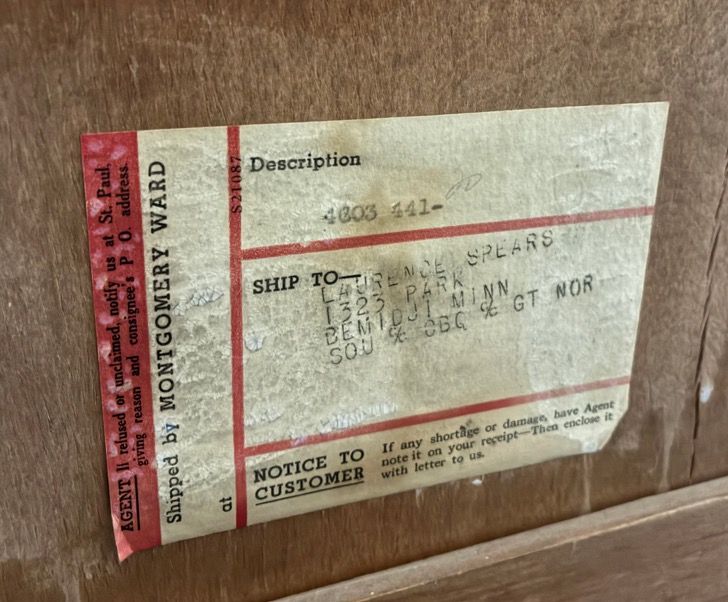 AGENT If refused or unclaimed, notify us at St. Paul,
giving reason and consignee's P. O. address.
Shipped by MONTGOMERY WARD
at
S21087
Description
4603 441-
SHIP TO—
LAURENCE SPEARS
1323 PARK
BEMIDJI MINN
SOU % CBQ % GT NOR
NOTICE TO
CUSTOMER
If any shortage or damage, have Agent
note it on your receipt—Then enclose it
with letter to us.